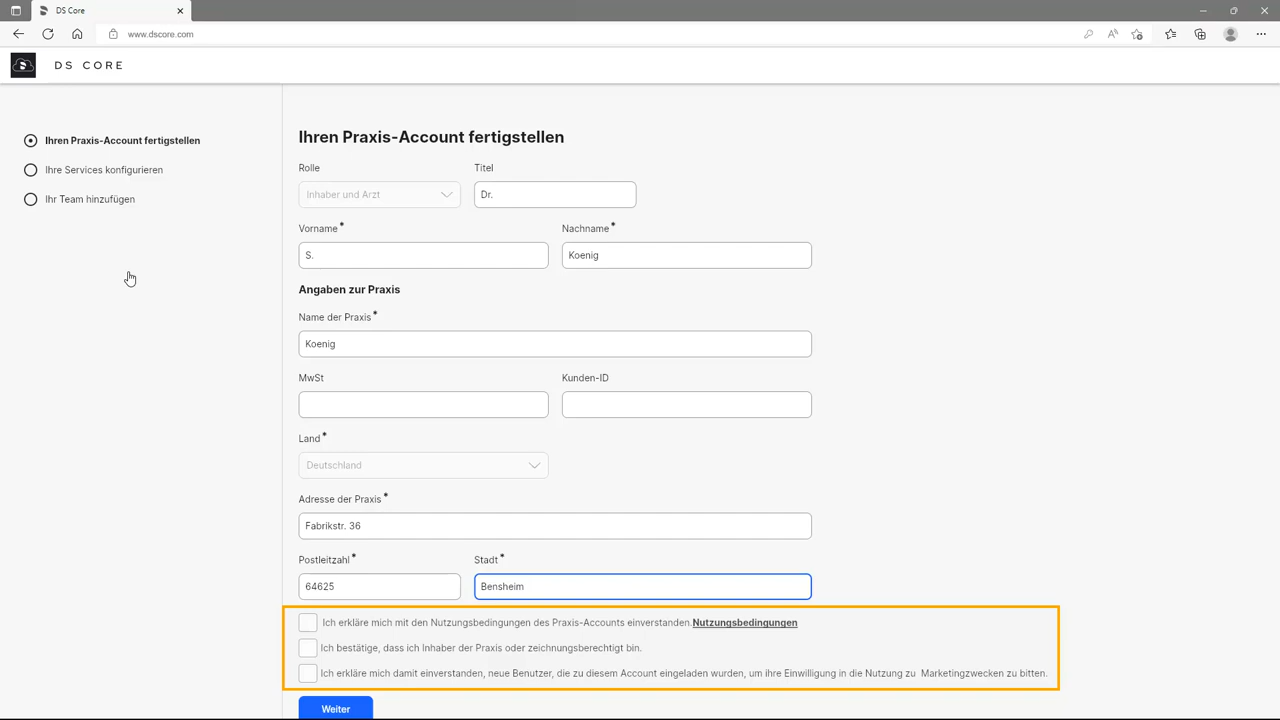 DS Core
www.dscore.com
DS CORE
Ihren Praxis-Account fertigstellen
Ihre Services konfigurieren
Ihr Team hinzufügen
Ihren Praxis-Account fertigstellen
Rolle Titel
Inhaber und Arzt Dr.
Vorname* Nachname*
S. Koenig
Angaben zur Praxis
Name der Praxis*
Koenig
MwSt Kunden-ID
Land*
Deutschland
Adresse der Praxis*
Fabrikstr. 36
Postleitzahl* Stadt*
64625 Bensheim
Ich erkläre mich mit den Nutzungsbedingungen des Praxis-Accounts einverstanden.Nutzungsbedingungen
Ich bestätige, dass ich Inhaber der Praxis oder zeichnungsberechtigt bin.
Ich erkläre mich damit einverstanden, neue Benutzer, die zu diesem Account eingeladen wurden, um ihre Einwilligung in die Nutzung zu Marketingzwecken zu bitten.
Weiter